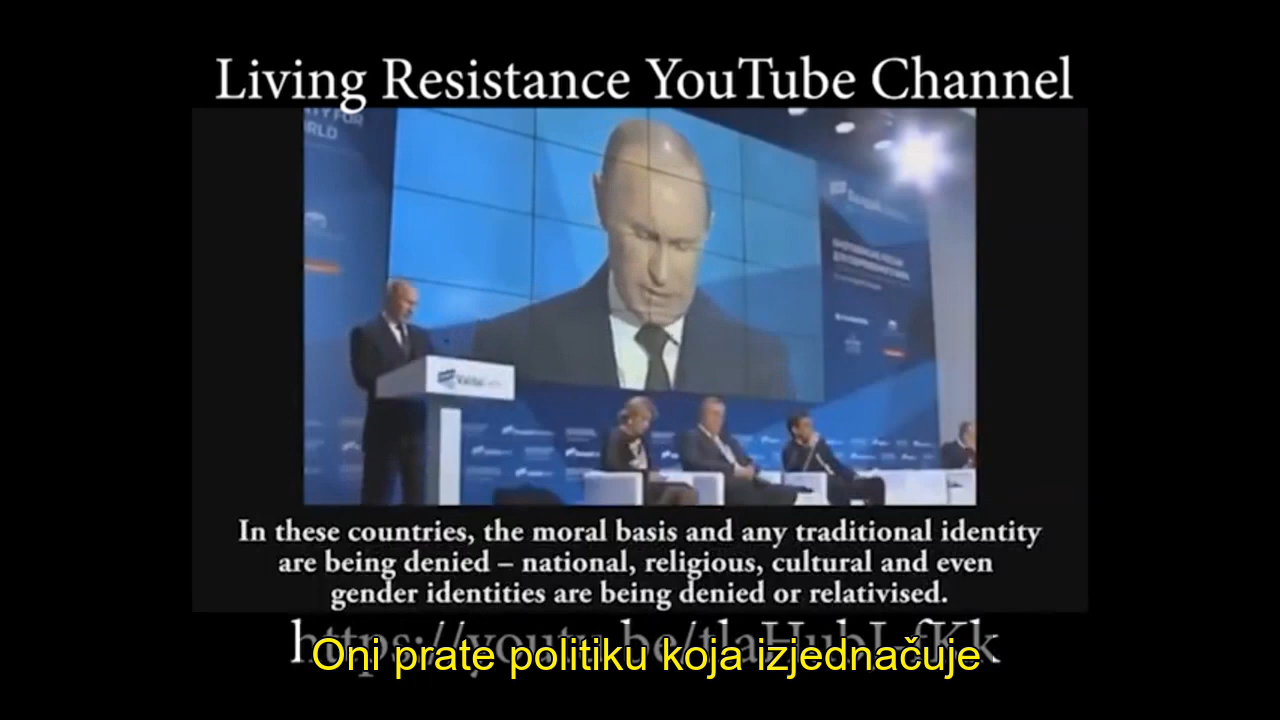 Living Resistance YouTube Channel
RLD
In these countries, the moral basis and any traditional identity
are being denied – national, religious, cultural and even
gender identities are being denied or relativised.
Oni prate politiku koja izjednačuje